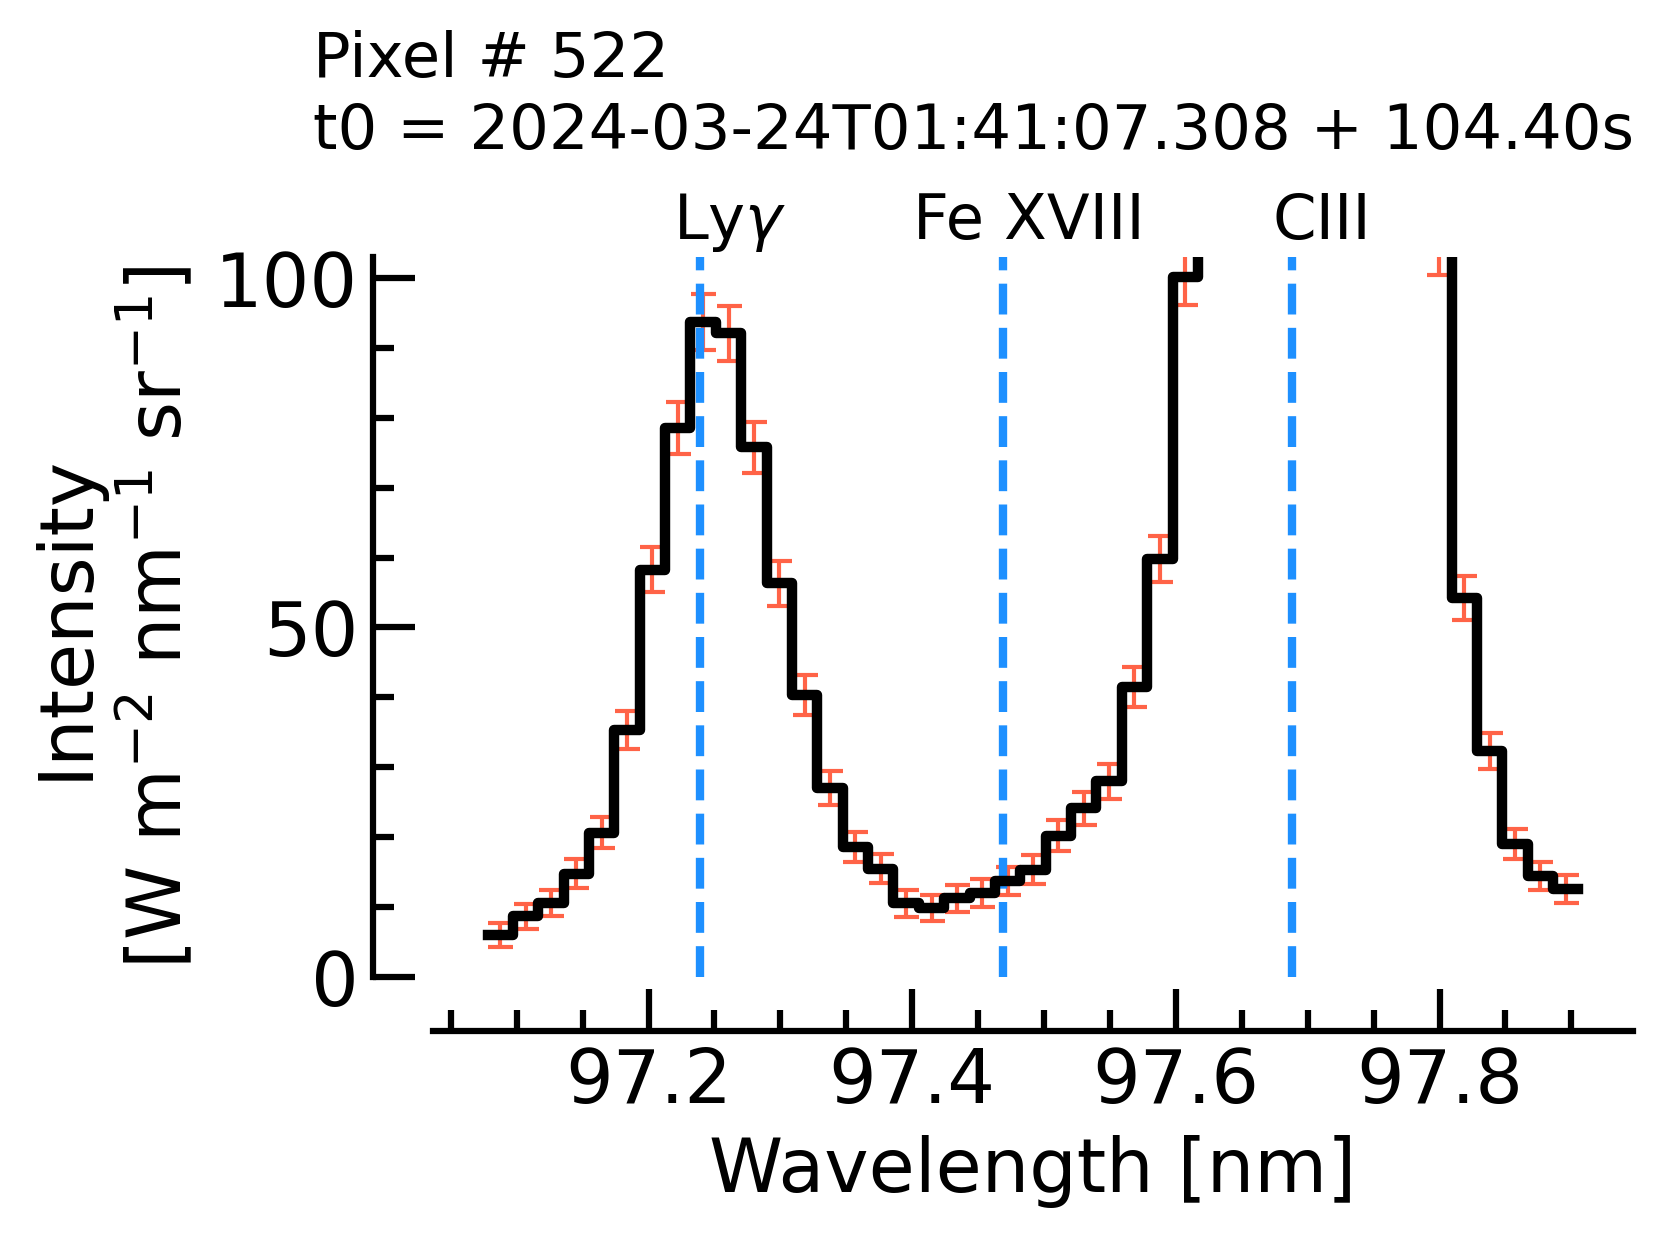 Pixel # 522
t0 = 2024-03-24T01:41:07.308 + 104.40s
Lyγ Fe XVIII CIII
Intensity
[W m⁻² nm⁻¹ sr⁻¹]
100
50
0
97.2 97.4 97.6 97.8
Wavelength [nm]